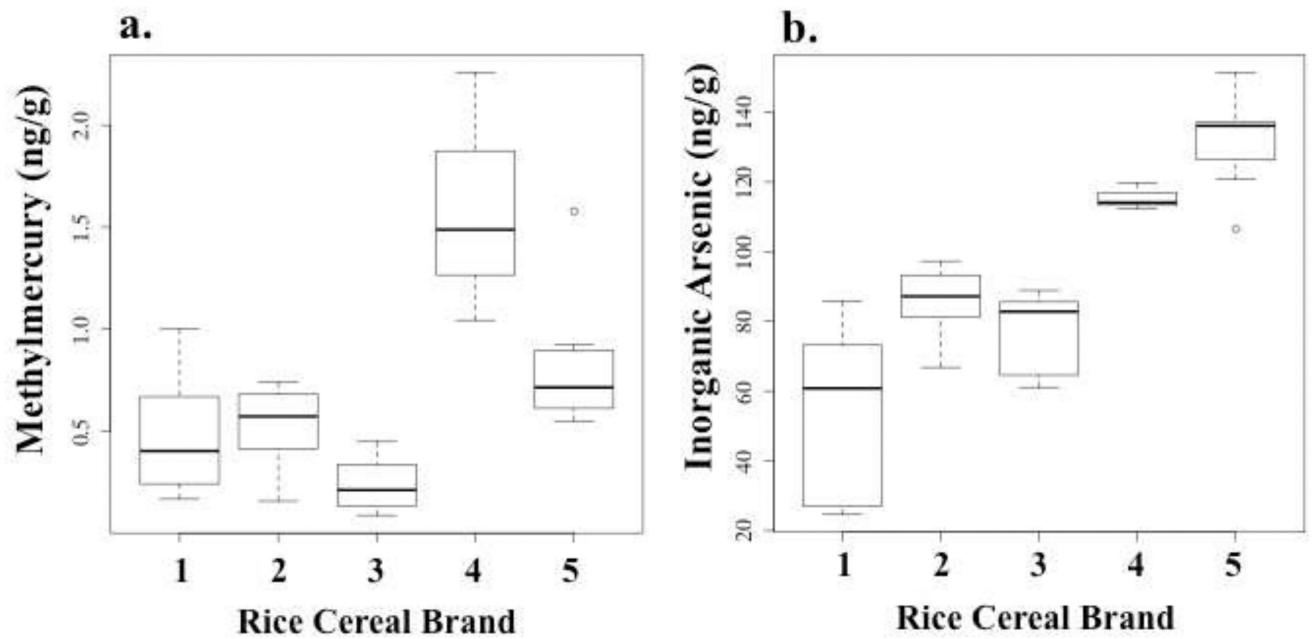 a.
Methylmercury (ng/g)
2.0
1.5
1.0
0.5
1 2 3 4 5
Rice Cereal Brand
b.
Inorganic Arsenic (ng/g)
140
120
100
80
60
40
20
1 2 3 4 5
Rice Cereal Brand